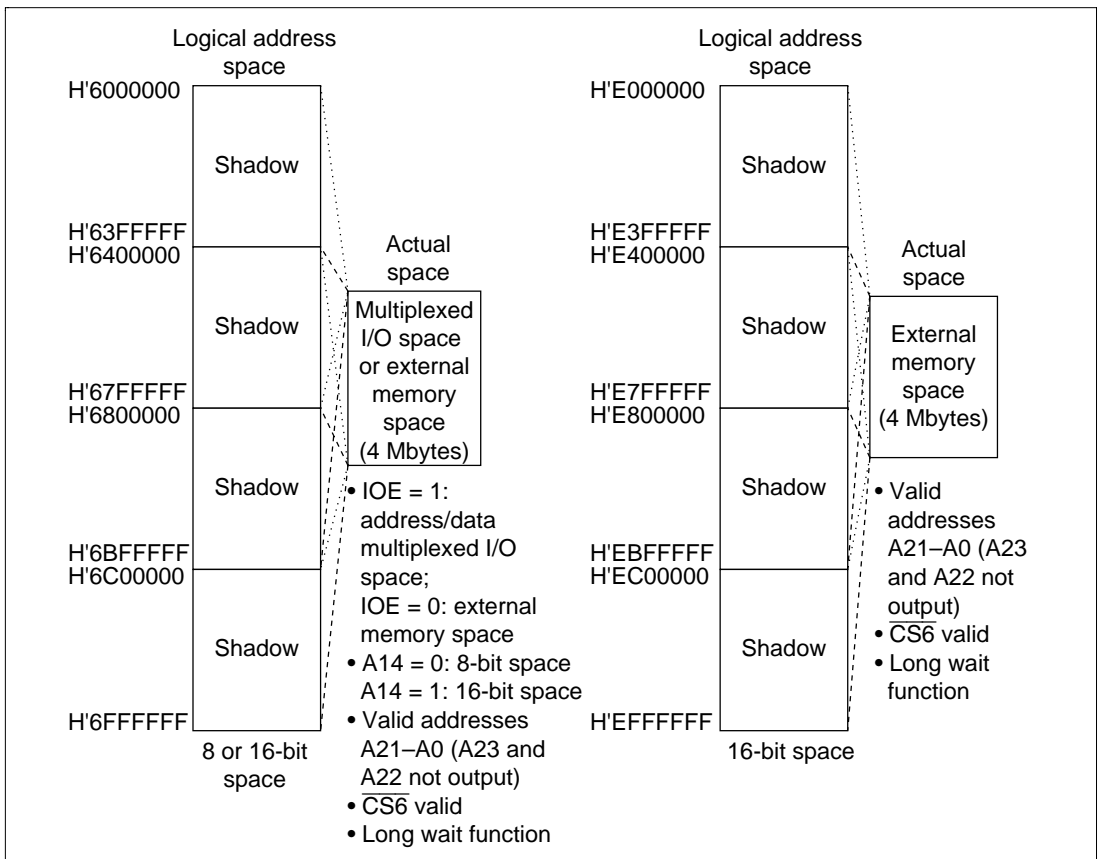 Logical address
space
H'6000000
Shadow
H'63FFFFF
H'6400000
Shadow
H'67FFFFF
H'6800000
Shadow
H'6BFFFFF
H'6C00000
Shadow
H'6FFFFFF
8 or 16-bit
space
Actual
space
Multiplexed
I/O space
or external
memory
space
(4 Mbytes)
• IOE = 1:
address/data
multiplexed I/O
space;
IOE = 0: external
memory space
• A14 = 0: 8-bit space
A14 = 1: 16-bit space
• Valid addresses
A21–A0 (A23 and
A22 not output)
• C̅S̅6̅ valid
• Long wait function
Logical address
space
H'E000000
Shadow
H'E3FFFFF
H'E400000
Shadow
H'E7FFFFF
H'E800000
Shadow
H'EBFFFFF
H'EC00000
Shadow
H'EFFFFFF
16-bit space
Actual
space
External
memory
space
(4 Mbytes)
• Valid
addresses
A21–A0 (A23
and A22 not
output)
• C̅S̅6̅ valid
• Long wait
function